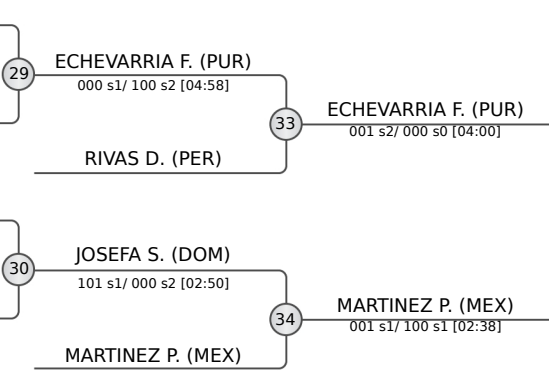 29
ECHEVARRIA F. (PUR)
000 s1/ 100 s2 [04:58]
33
ECHEVARRIA F. (PUR)
001 s2/ 000 s0 [04:00]
RIVAS D. (PER)
30
JOSEFA S. (DOM)
101 s1/ 000 s2 [02:50]
34
MARTINEZ P. (MEX)
001 s1/ 100 s1 [02:38]
MARTINEZ P. (MEX)